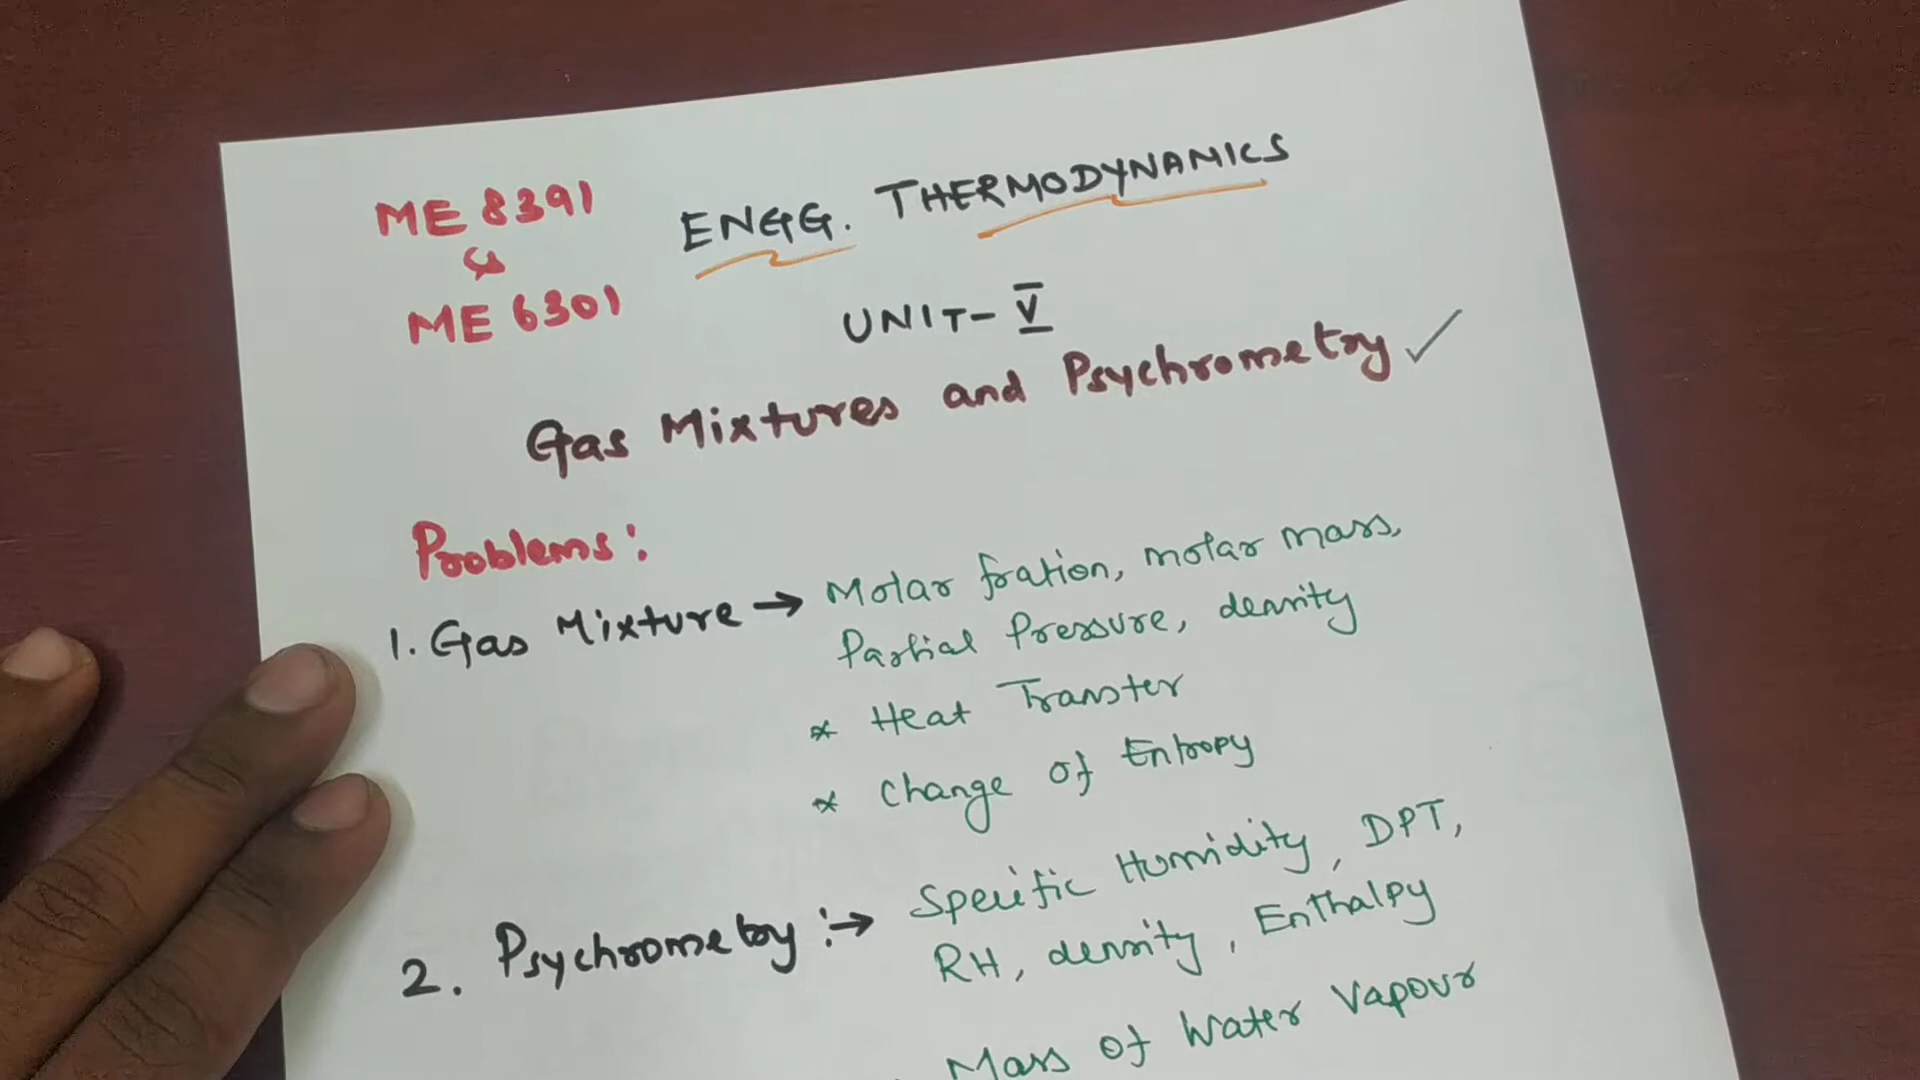 ME 8391
&
ME 6301
ENGG. THERMODYNAMICS
UNIT-V
Gas Mixtures and Psychrometry ✓
Problems:
1. Gas Mixture → Molar fration, molar mass,
Partial Pressure, density
* Heat Transter
* Change of Entropy
2. Psychrometry :→ Specific Humidity, DPT,
RH, density, Enthalpy
Mass of Water Vapour